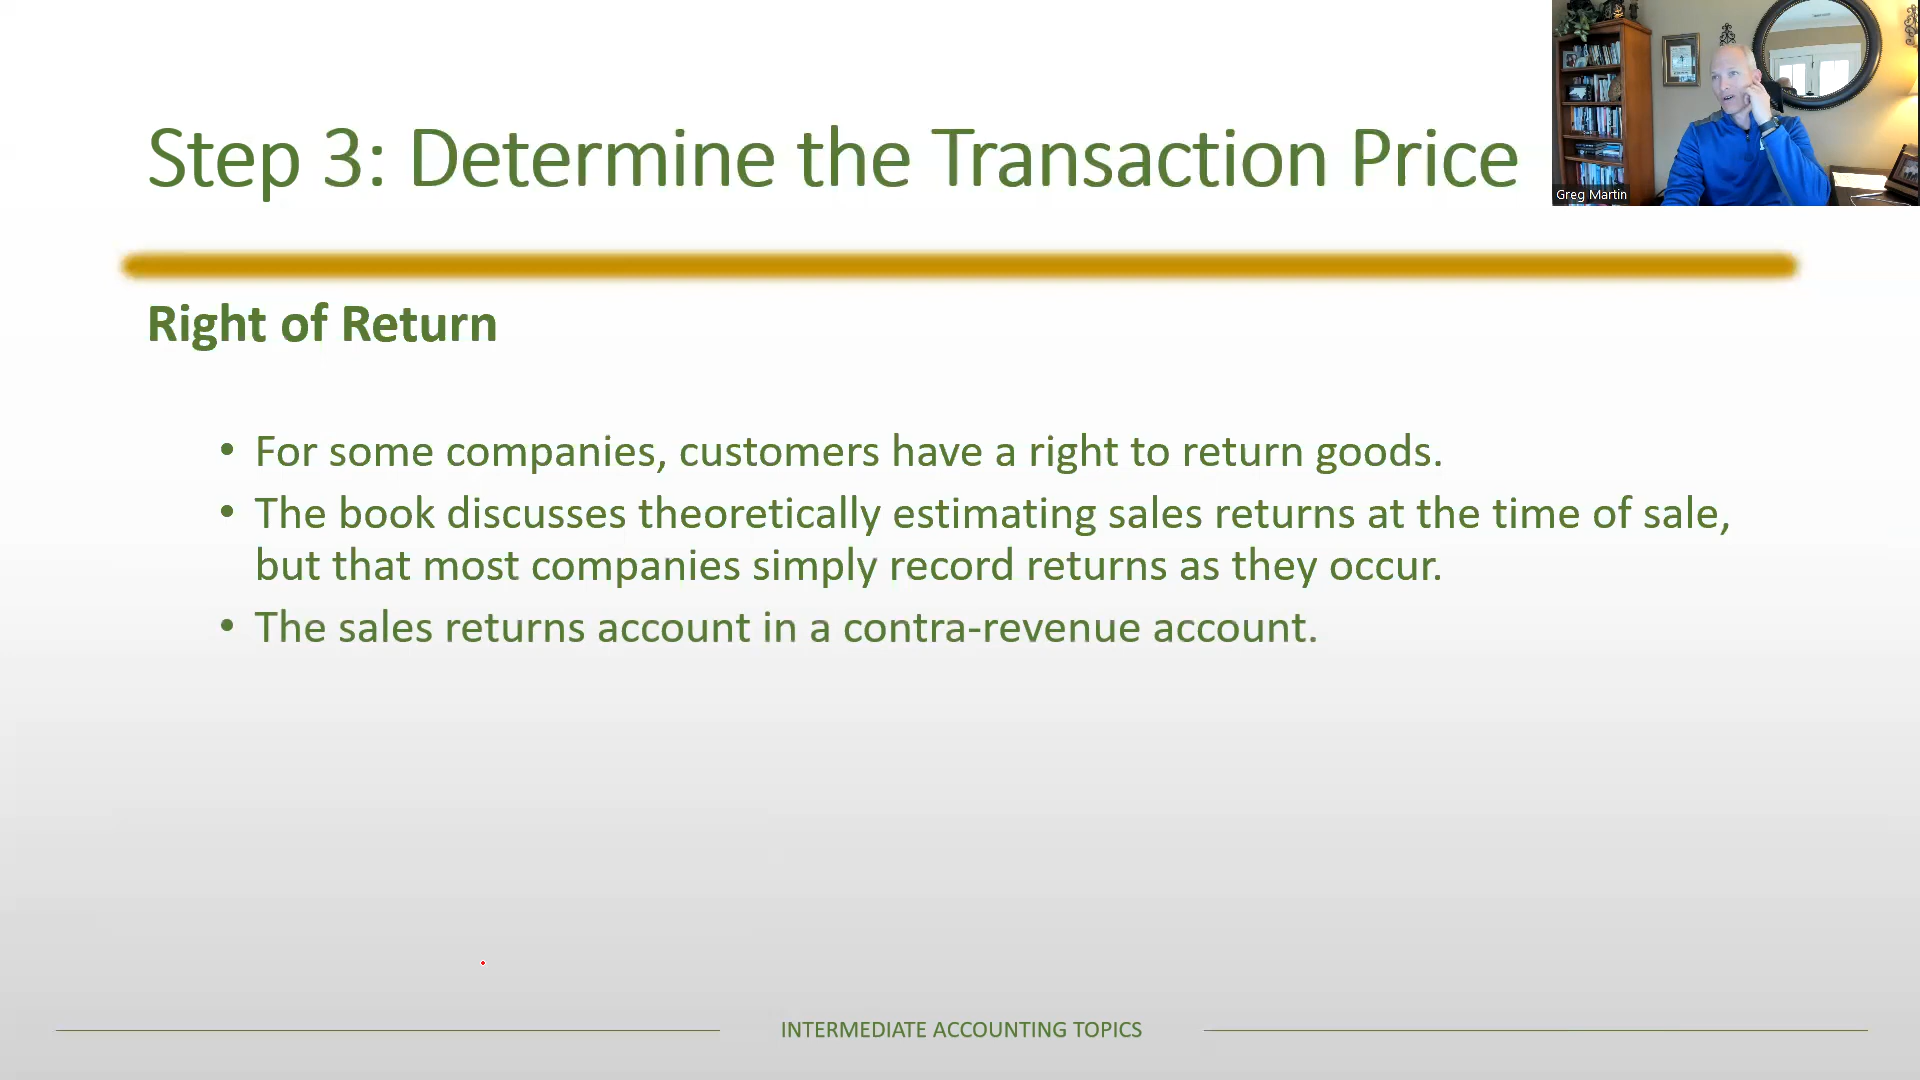 Step 3: Determine the Transaction Price
Greg Martin
Right of Return
• For some companies, customers have a right to return goods.
• The book discusses theoretically estimating sales returns at the time of sale,
but that most companies simply record returns as they occur.
• The sales returns account in a contra-revenue account.
INTERMEDIATE ACCOUNTING TOPICS